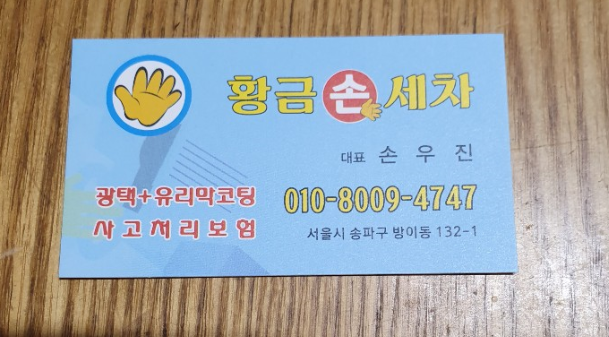 황금손세차
대표 손우진
광택+유리막코팅
010-8009-4747
사고처리보험
서울시 송파구 방이동 132-1